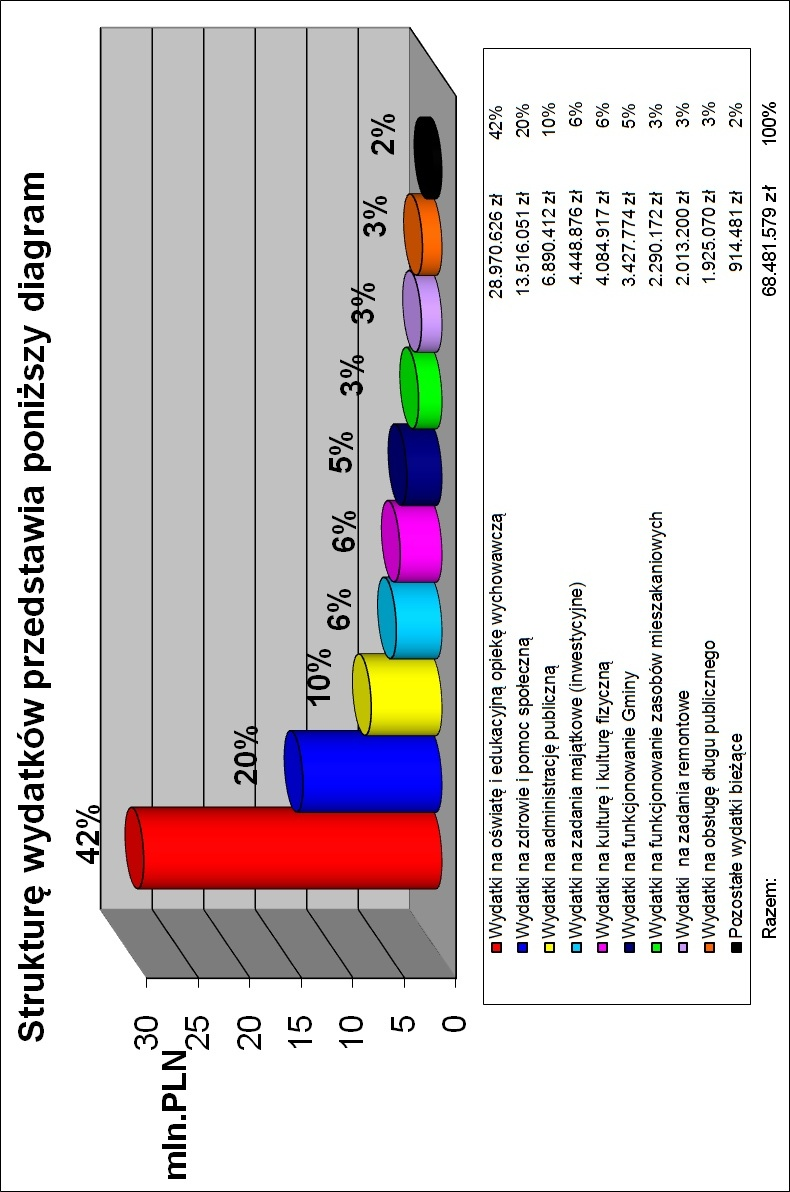 Strukturę wydatków przedstawia poniższy diagram
mln.PLN
30
25
20
15
10
5
0
42%
20%
10%
6%
6%
5%
3%
3%
3%
2%
Wydatki na oświatę i edukacyjną opiekę wychowawczą 28.970.626 zł 42%
Wydatki na zdrowie i pomoc społeczną 13.516.051 zł 20%
Wydatki na administrację publiczną 6.890.412 zł 10%
Wydatki na zadania majątkowe (inwestycyjne) 4.448.876 zł 6%
Wydatki na kulturę i kulturę fizyczną 4.084.917 zł 6%
Wydatki na funkcjonowanie Gminy 3.427.774 zł 5%
Wydatki na funkcjonowanie zasobów mieszakaniowych 2.290.172 zł 3%
Wydatki na zadania remontowe 2.013.200 zł 3%
Wydatki na obsługę długu publicznego 1.925.070 zł 3%
Pozostałe wydatki bieżące 914.481 zł 2%
Razem: 68.481.579 zł 100%